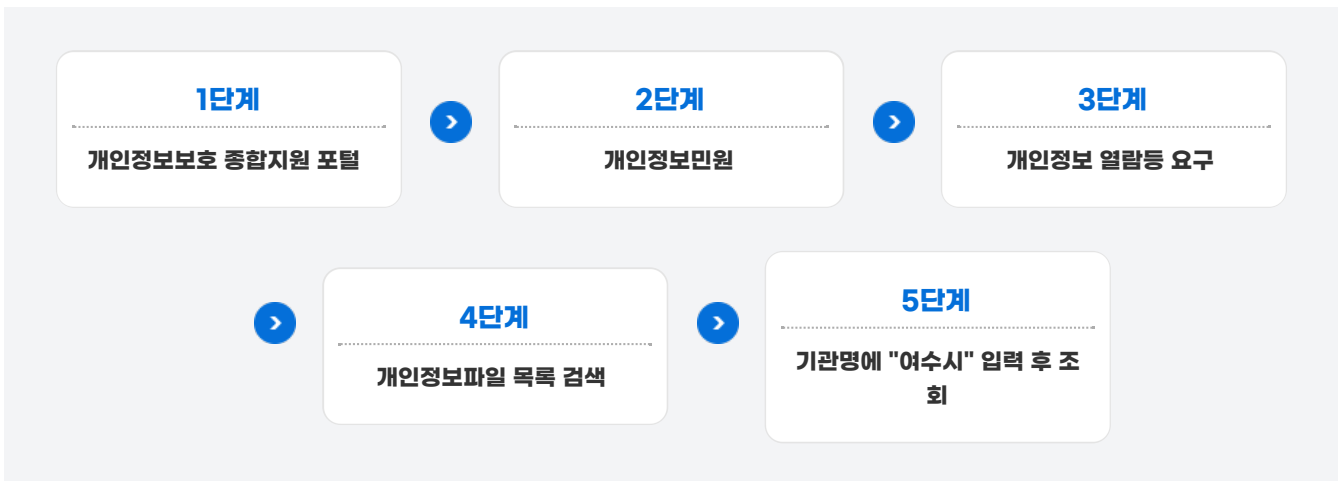 1단계
개인정보보호 종합지원 포털
2단계
개인정보민원
3단계
개인정보 열람등 요구
4단계
개인정보파일 목록 검색
5단계
기관명에 "여수시" 입력 후 조
회